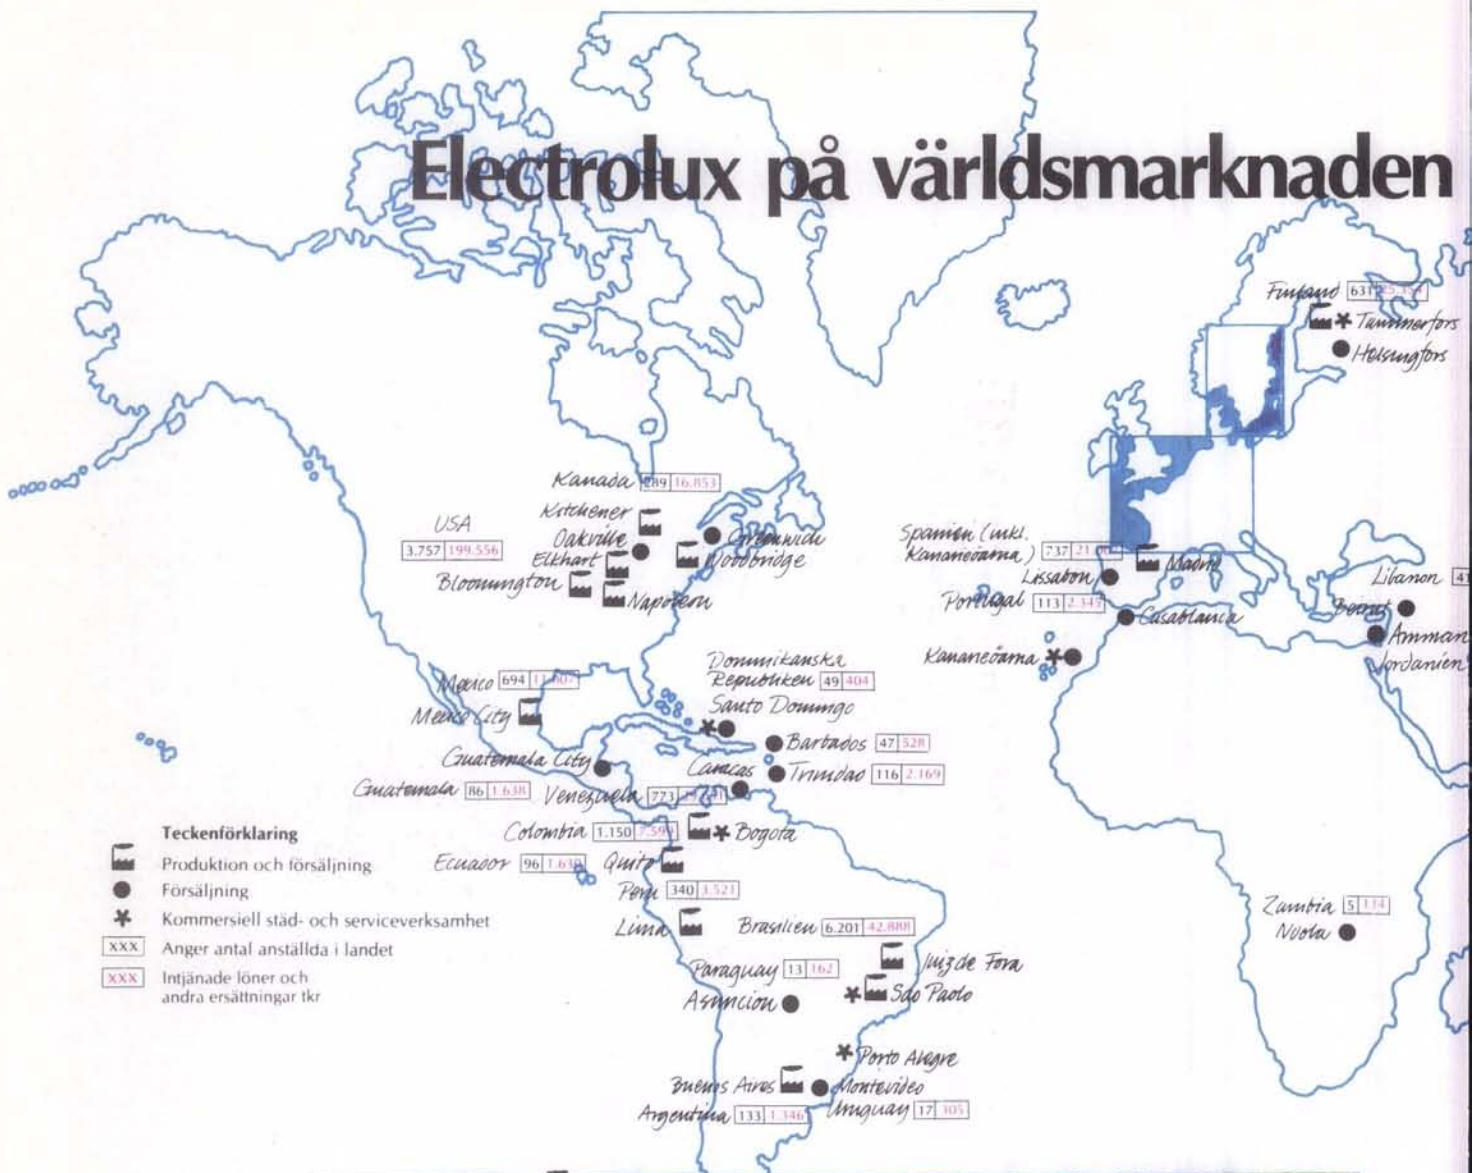 Electrolux på världsmarknaden
Finland 631
Tammerfors
Helsingfors
Kanada 289 16.853
Kitchener
Oakville
Greenwich
USA
3.757 199.556
Elkhart
Woodbridge
Bloomington
Napoleon
Spanien (inkl.
Kanarieöarna) 737
Madrid
Lissabon
Portugal 113 2.345
Casablanca
Kanarieöarna
Libanon 41
Beirut
Amman
Jordanien
Mexico 694
Mexico City
Dominikanska
Republiken 49 404
Santo Domingo
Barbados 47 528
Trinidad 116 2.169
Guatemala City
Guatemala 86 1.638
Caracas
Venezuela 773
Colombia 1.150
Bogota
Ecuador 96
Quito
Peru 340 3.521
Lima
Brasilien 6.201 42.888
Juiz de Fora
Paraguay 13 162
Sao Paolo
Asuncion
Porto Alegre
Buenos Aires
Montevideo
Argentina 133 1.346
Uruguay 17 305
Zambia 5 114
Ndola
Teckenförklaring
Produktion och försäljning
Försäljning
Kommersiell städ- och serviceverksamhet
xxx Anger antal anställda i landet
xxx Intjänade löner och
andra ersättningar tkr